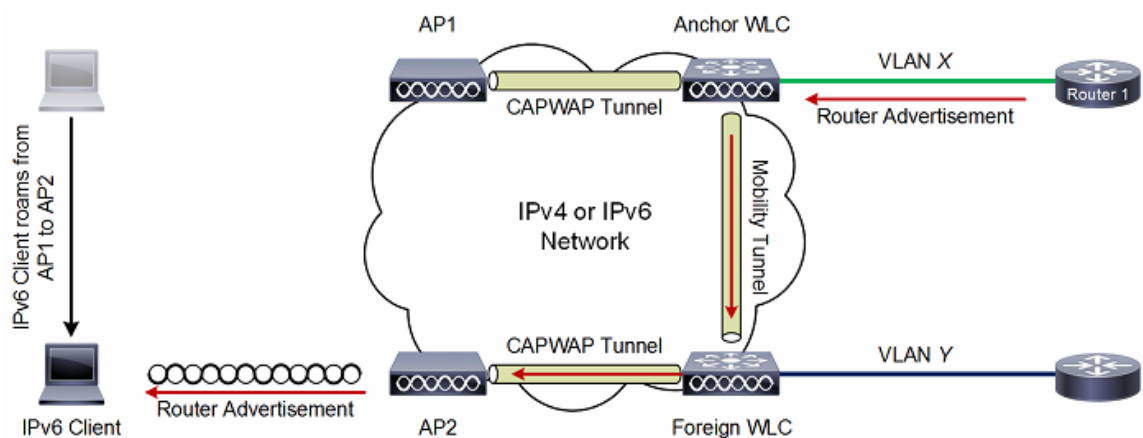 AP1
Anchor WLC
VLAN X
CAPWAP Tunnel
Router 1
Router Advertisement
IPv6 Client roams from
AP1 to AP2
IPv4 or IPv6
Network
Mobility Tunnel
CAPWAP Tunnel
VLAN Y
Router Advertisement
IPv6 Client
AP2
Foreign WLC